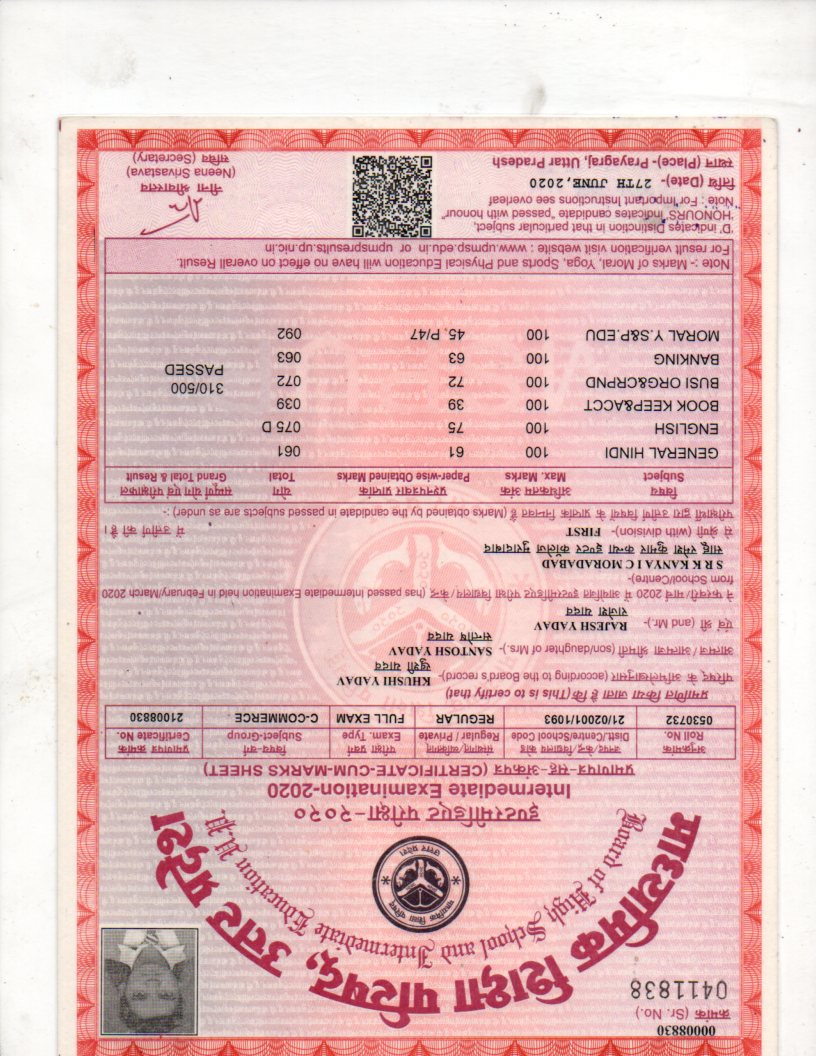 00008830
क्रमांक (Sr. No.)
0411838
माध्यमिक शिक्षा परिषद्, उत्तर प्रदेश
Board of High School and Intermediate Education U.P.
माध्यमिक शिक्षा परिषद्
उत्तर प्रदेश
इण्टरमीडिएट परीक्षा-२०२०
Intermediate Examination-2020
प्रमाणपत्र-सह-अंकपत्र (CERTIFICATE-CUM-MARKS SHEET)
अनुक्रमांक जनपद/केन्द्र/विद्यालय कोड संस्थागत/व्यक्तिगत परीक्षा प्रवर्ग विषय-वर्ग प्रमाणपत्र क्रमांक
Roll No. Dist./Centre/School Code Regular / Private Exam. Type Subject-Group Certificate No.
0530732 21/02001/1093 REGULAR FULL EXAM C-COMMERCE 21008830
प्रमाणित किया जाता है कि (This is to certify that)
परिषद् के अभिलेखानुसार (according to the Board's record)- KHUSHI YADAV
खुशी यादव
आत्मज / आत्मजा श्रीमती (son/daughter of Mrs.)- SANTOSH YADAV
सन्तोष यादव
एवं श्री (and Mr.)- RAJESH YADAV
राजेश यादव
ने फरवरी/मार्च 2020 में आयोजित इण्टरमीडिएट परीक्षा विद्यालय/केन्द्र (has passed Intermediate Examination held in February/March 2020
from School/Centre)-
S R K K KANYA I C MORADABAD
साहू रमेश कुमार कन्या इण्टर कॉलेज मुरादाबाद
से श्रेणी (with division)- FIRST में उत्तीर्ण की है।
परीक्षार्थी द्वारा उत्तीर्ण विषयों के प्राप्तांक निम्नवत हैं (Marks obtained by the candidate in passed subjects are as under) :-
विषय अधिकतम अंक प्रश्नपत्रवार प्राप्तांक योग सम्पूर्ण योग एवं परीक्षाफल
Subject Max. Marks Paper-wise Obtained Marks Total Grand Total & Result
GENERAL HINDI 100 61 061
ENGLISH 100 75 075 D
BOOK KEEP&ACCT 100 39 039
BUSI ORG&CRPND 100 72 072 310/500
BANKING 100 63 063 PASSED
MORAL Y.S&P.EDU 100 45. P/47 092
Note :- Marks of Moral, Yoga, Sports and Physical Education will have no effect on overall Result.
For result verification visit website : www.upmsp.edu.in or upmspresults.up.nic.in
'D' indicates Distinction in that particular subject,
'HONOURS' indicates candidate "passed with honour"
Note : For Important Instructions see overleaf
तिथि (Date)- 27TH JUNE,2020
स्थान (Place)- Prayagraj, Uttar Pradesh
नीना श्रीवास्तव
(Neena Srivastava)
सचिव (Secretary)